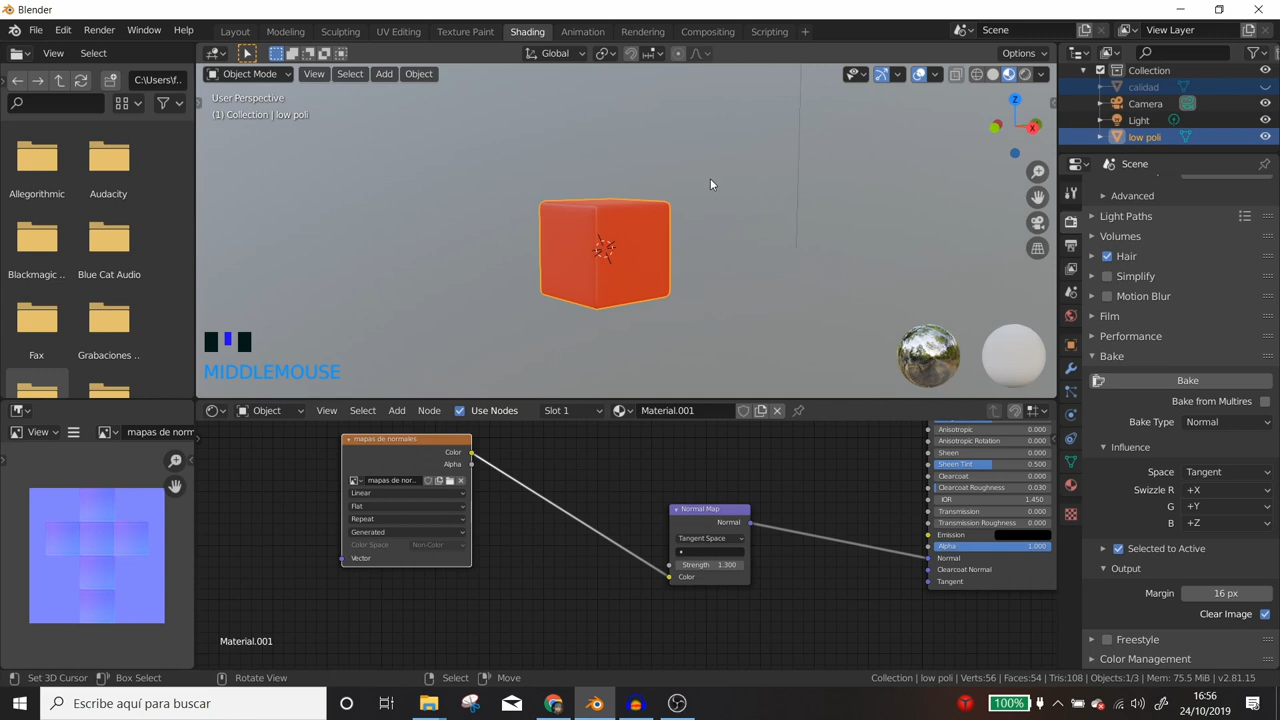 Blender
File Edit Render Window Help Layout Modeling Sculpting UV Editing Texture Paint Shading Animation Rendering Compositing Scripting + Scene View Layer
View Select Global Options
Object Mode View Select Add Object
C:\Users\f...
User Perspective
(1) Collection | low poli
Z
X
Allegorithmic Audacity
Blackmagic .. Blue Cat Audio
Fax Grabaciones ..
MIDDLEMOUSE
Collection
calidad
Camera
Light
low poli
Scene
Advanced
Light Paths
Volumes
Hair
Simplify
Motion Blur
Film
Performance
Bake
Bake
Bake from Multires
Bake Type Normal
Influence
Space Tangent
Swizzle R +X
G +Y
B +Z
Selected to Active
Output
Margin 16 px
Clear Image
Freestyle
Color Management
View mapas de norm
Object View Select Add Node Use Nodes Slot 1 Material.001
mapas de normales
Color
Alpha
mapas de nor...
Linear
Flat
Repeat
Generated
Color Space Non-Color
Vector
Normal Map
Normal
Tangent Space
Strength 1.300
Color
Anisotropic 0.000
Anisotropic Rotation 0.000
Sheen 0.000
Sheen Tint 0.500
Clearcoat 0.000
Clearcoat Roughness 0.030
IOR 1.450
Transmission 0.000
Transmission Roughness 0.000
Emission
Alpha 1.000
Normal
Clearcoat Normal
Tangent
Material.001
Set 3D Cursor Box Select Rotate View Select Move Collection | low poli | Verts:56 | Faces:54 | Tris:108 | Objects:1/3 | Mem: 75.5 MiB | v2.81.15
Escribe aquí para buscar
100%
16:56
24/10/2019